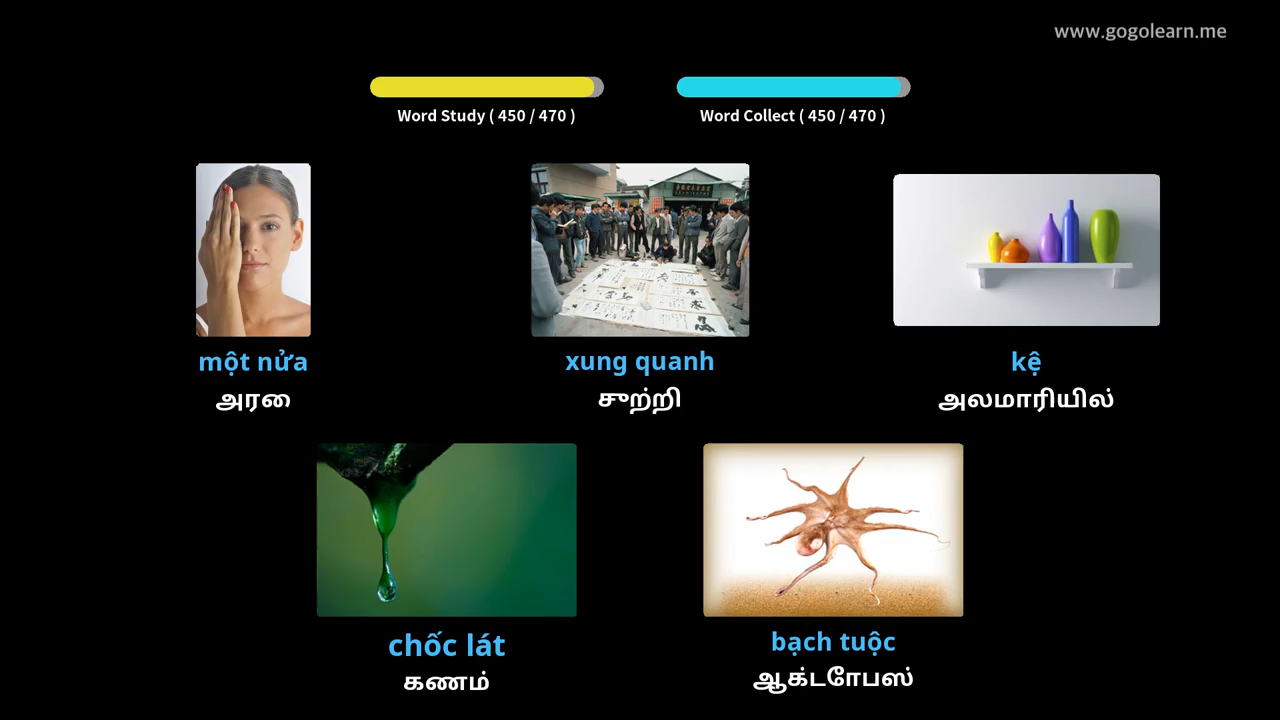 www.gogolearn.me
Word Study ( 450 / 470 )
Word Collect ( 450 / 470 )
một nửa
அரை
xung quanh
சுற்றி
kệ
அலமாரியில்
chốc lát
கணம்
bạch tuộc
ஆக்டோபஸ்